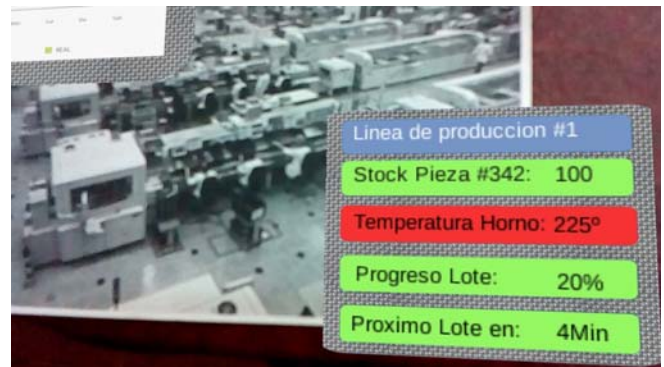 REAL
Linea de produccion #1
Stock Pieza #342: 100
Temperatura Horno: 225º
Progreso Lote: 20%
Proximo Lote en: 4Min